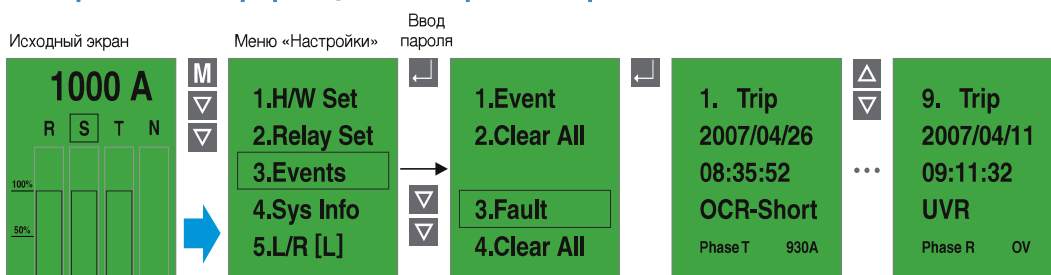 Исходный экран
1000 A
R S T N
100%
50%
M
Меню «Настройки»
1.H/W Set
2.Relay Set
3.Events
4.Sys Info
5.L/R [L]
Ввод
пароля
1.Event
2.Clear All
3.Fault
4.Clear All
1. Trip
2007/04/26
08:35:52
OCR-Short
Phase T 930A
...
9. Trip
2007/04/11
09:11:32
UVR
Phase R OV